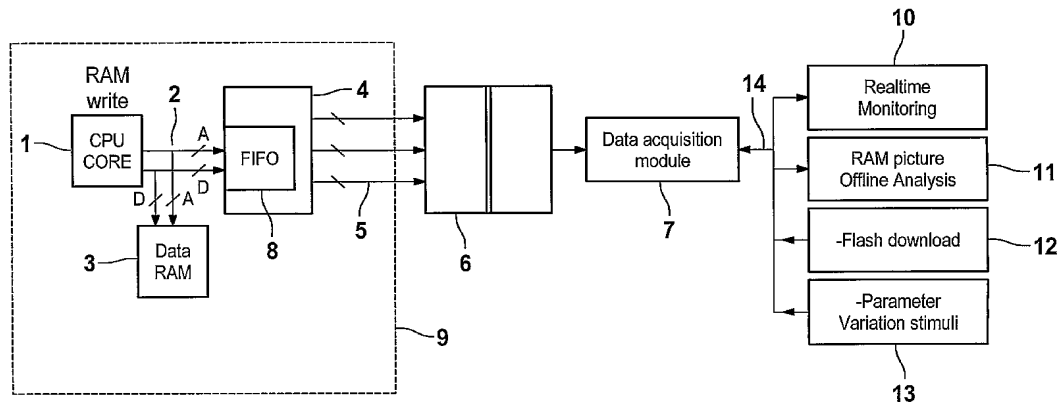 10
RAM
write
2
4
14
Realtime
Monitoring
1
CPU
CORE
A
FIFO
D
Data acquisition
module
RAM picture
Offline Analysis
11
D
A
3
Data
RAM
8
5
6
7
-Flash download
12
9
-Parameter
Variation stimuli
13